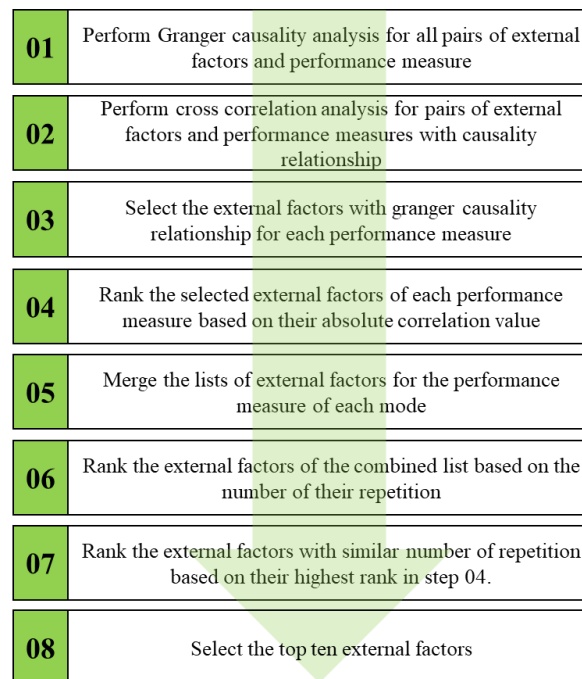 01
Perform Granger causality analysis for all pairs of external
factors and performance measure
02
Perform cross correlation analysis for pairs of external
factors and performance measures with causality
relationship
03
Select the external factors with granger causality
relationship for each performance measure
04
Rank the selected external factors of each performance
measure based on their absolute correlation value
05
Merge the lists of external factors for the performance
measure of each mode
06
Rank the external factors of the combined list based on the
number of their repetition
07
Rank the external factors with similar number of repetition
based on their highest rank in step 04.
08
Select the top ten external factors